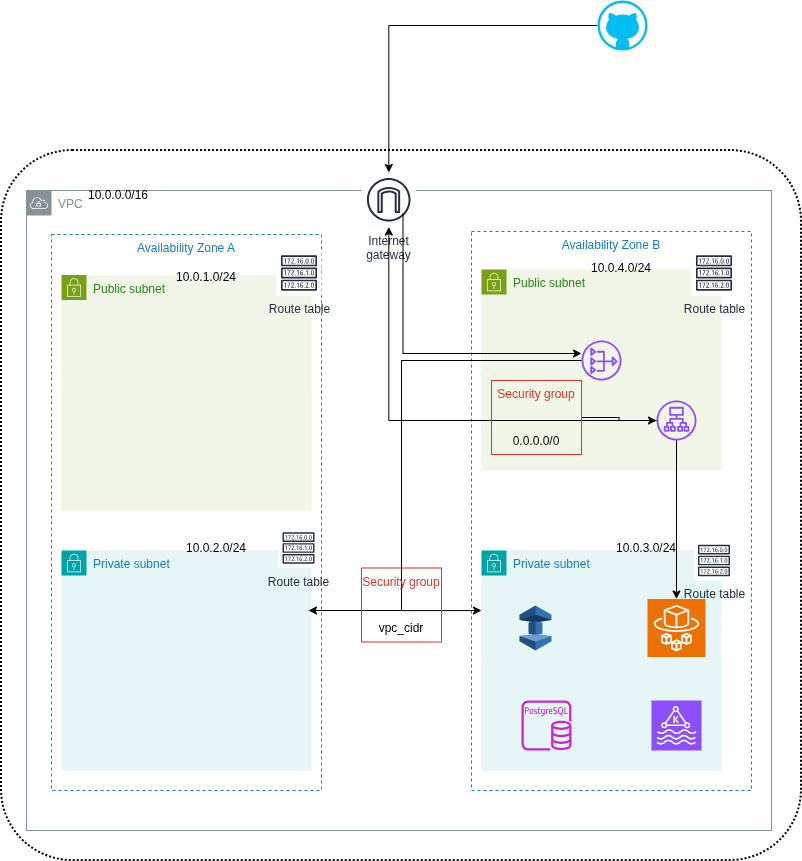 10.0.0.0/16
VPC
Internet
gateway
Availability Zone A
Availability Zone B
172.16.0.0
172.16.1.0
172.16.2.0
172.16.0.0
172.16.1.0
172.16.2.0
10.0.1.0/24
10.0.4.0/24
Public subnet
Public subnet
Route table
Route table
Security group
0.0.0.0/0
10.0.2.0/24
10.0.3.0/24
172.16.0.0
172.16.1.0
172.16.2.0
172.16.0.0
172.16.1.0
172.16.2.0
Private subnet
Private subnet
Route table
Security group
Route table
vpc_cidr
PostgreSQL
K